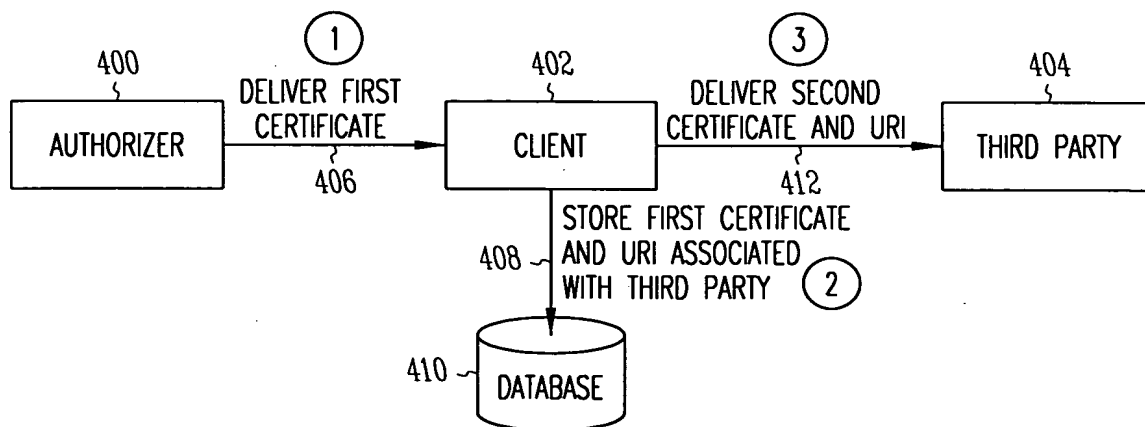 1
3
400
402
404
DELIVER FIRST
CERTIFICATE
DELIVER SECOND
CERTIFICATE AND URI
AUTHORIZER
CLIENT
THIRD PARTY
406
412
STORE FIRST CERTIFICATE
AND URI ASSOCIATED
WITH THIRD PARTY
2
408
410
DATABASE